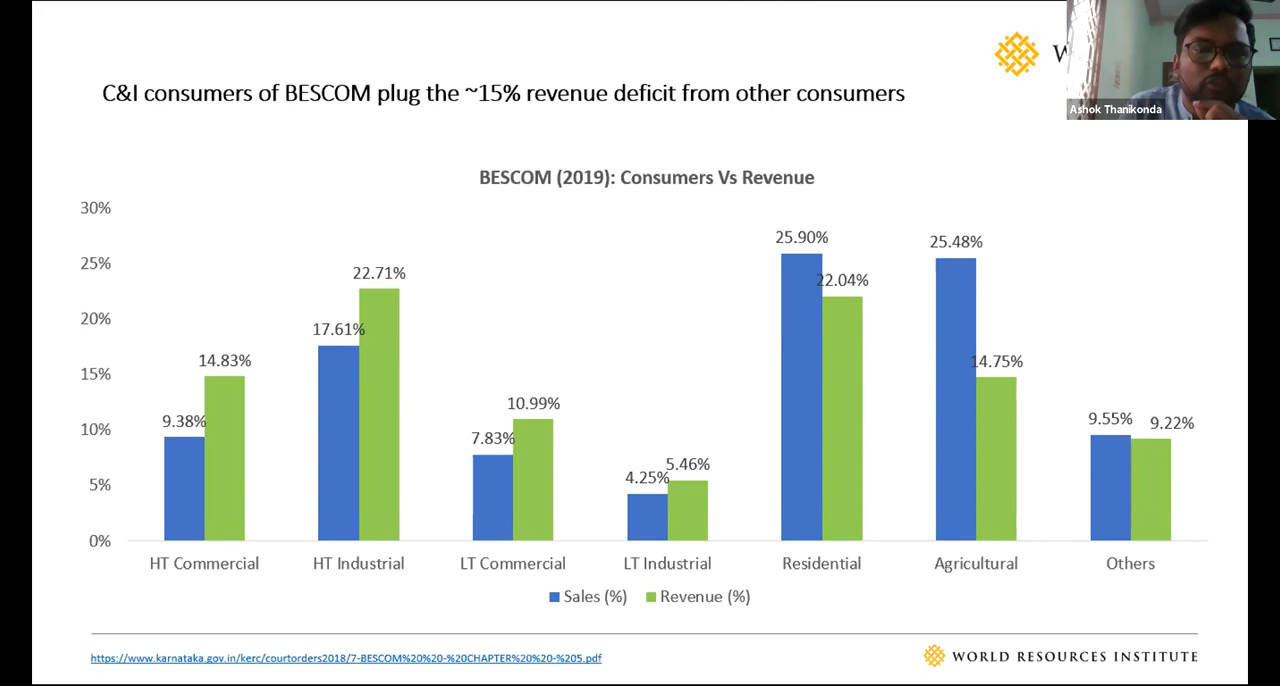 W
C&I consumers of BESCOM plug the ~15% revenue deficit from other consumers
Ashok Thanikonda
BESCOM (2019): Consumers Vs Revenue
30%
25%
20%
15%
10%
5%
0%
9.38%
14.83%
17.61%
22.71%
7.83%
10.99%
4.25%
5.46%
25.90%
22.04%
25.48%
14.75%
9.55%
9.22%
HT Commercial
HT Industrial
LT Commercial
LT Industrial
Residential
Agricultural
Others
Sales (%)
Revenue (%)
https://www.karnataka.gov.in/kerc/courtorders2018/7-BESCOM%20%20-%20CHAPTER%20%20-%205.pdf
WORLD RESOURCES INSTITUTE